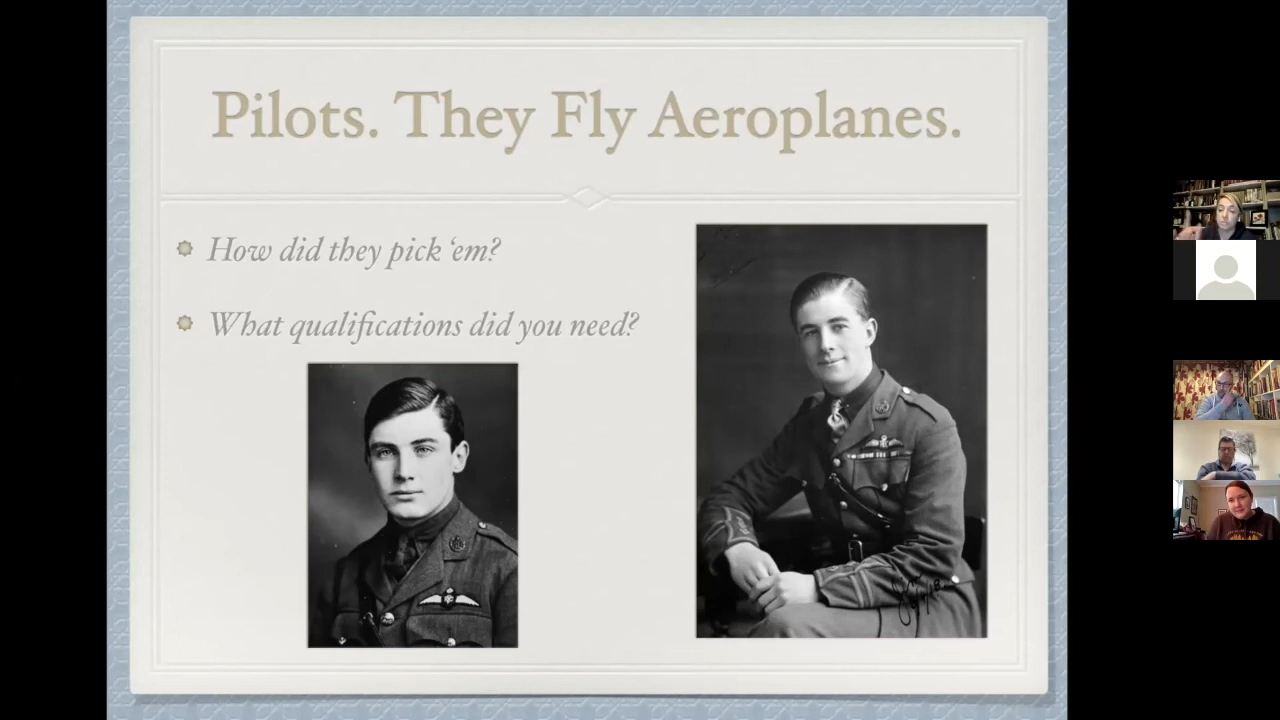 Pilots. They Fly Aeroplanes.
How did they pick ‘em?
What qualifications did you need?